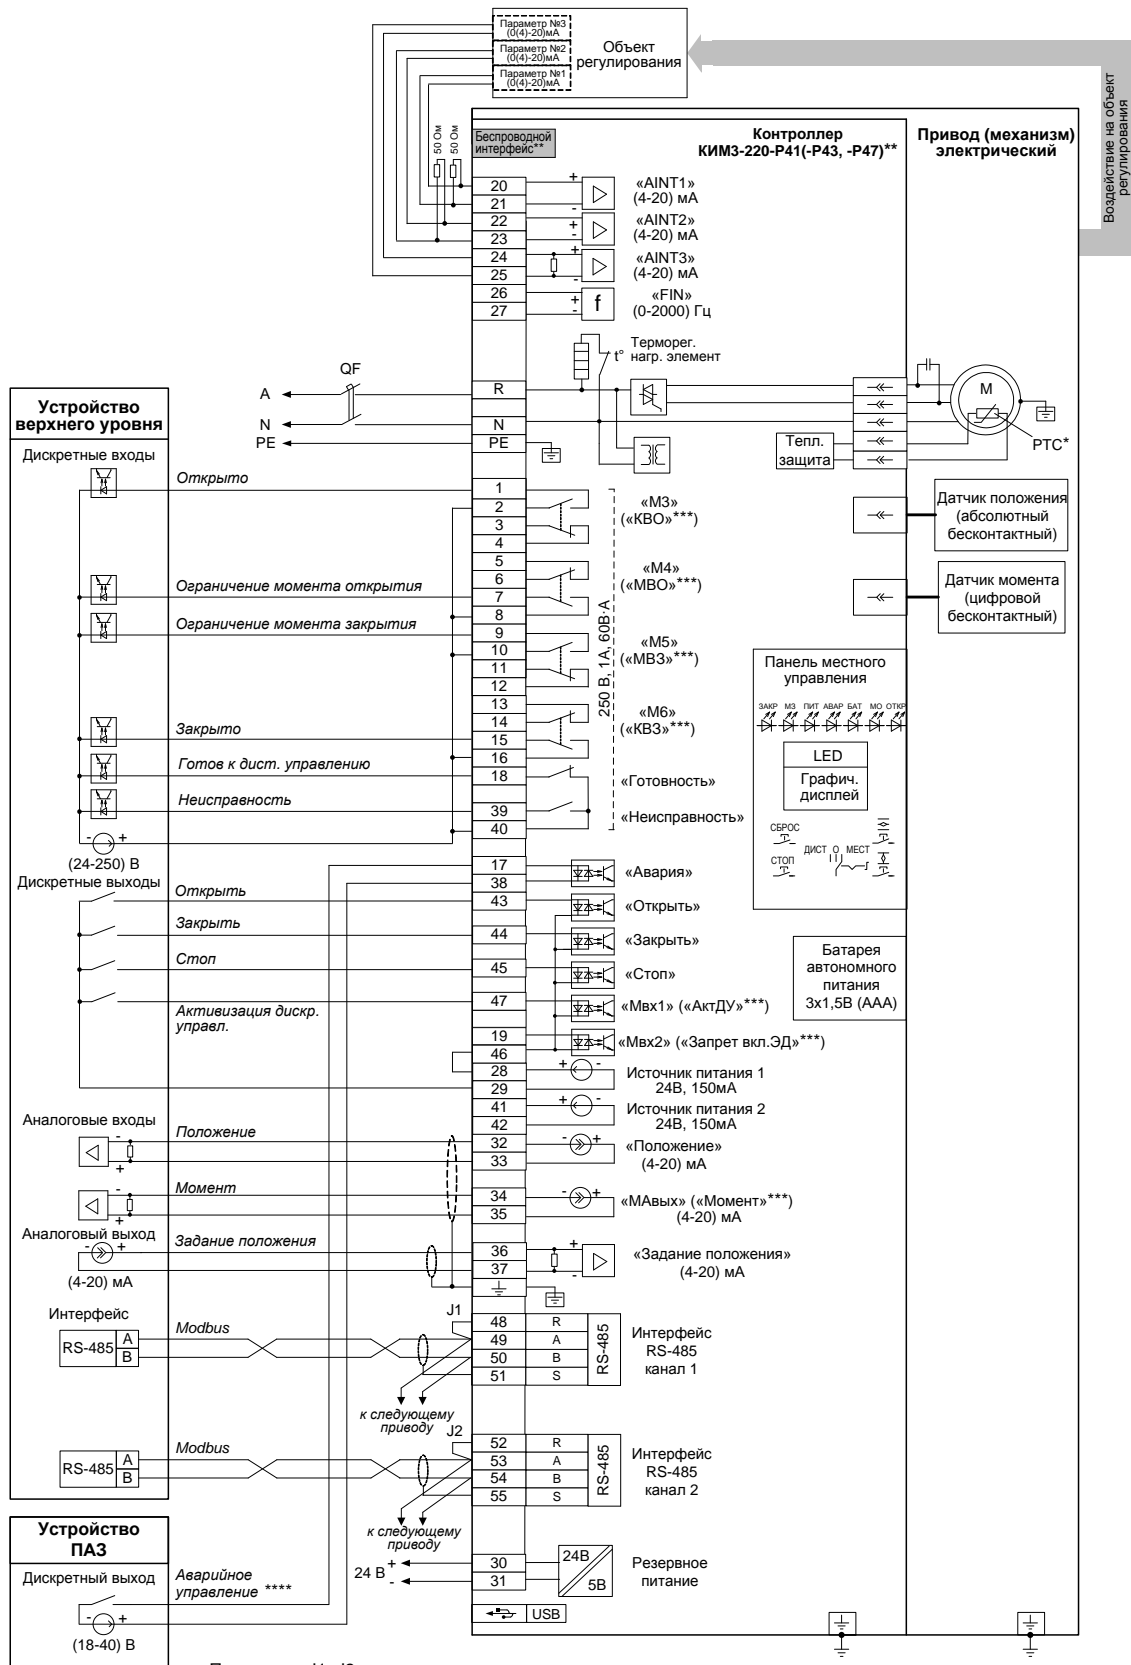 Параметр №3
(0(4)-20)мА
Параметр №2
(0(4)-20)мА
Параметр №1
(0(4)-20)мА
Объект
регулирования
Воздействие на объект
регулирования
50 Ом
50 Ом
Беспроводной
интерфейс**
Контроллер
КИМ3-220-Р41(-Р43, -Р47)**
Привод (механизм)
электрический
20
21
22
23
24
25
26
27
+
-
«AINT1»
(4-20) мА
+
-
«AINT2»
(4-20) мА
+
-
«AINT3»
(4-20) мА
+
-
f
«FIN»
(0-2000) Гц
Терморег.
нагр. элемент
t°
QF
A
N
PE
R
N
PE
M
PTC*
Тепл.
защита
Устройство
верхнего уровня
Дискретные входы
Открыто
Ограничение момента открытия
Ограничение момента закрытия
Закрыто
Готов к дист. управлению
Неисправность
- +
(24-250) В
1
2
3
4
5
6
7
8
9
10
11
12
13
14
15
16
18
39
40
«М3»
(«КВО»***)
«М4»
(«МВО»***)
«М5»
(«МВЗ»***)
«М6»
(«КВЗ»***)
«Готовность»
«Неисправность»
250 В, 1А, 60В·А
Датчик положения
(абсолютный
бесконтактный)
Датчик момента
(цифровой
бесконтактный)
Панель местного
управления
ЗАКР МЗ ПИТ АВАР БАТ МО ОТКР
LED
Графич.
дисплей
СБРОС
СТОП
ДИСТ О МЕСТ
Батарея
автономного
питания
3х1,5В (ААА)
Дискретные выходы
Открыть
Закрыть
Стоп
Активизация дискр.
управл.
17
38
43
44
45
47
19
46
28
29
41
42
32
33
34
35
36
37
«Авария»
«Открыть»
«Закрыть»
«Стоп»
«Мвх1» («АктДУ»***)
«Мвх2» («Запрет вкл.ЭД»***)
+ -
Источник питания 1
24В, 150мА
+ -
Источник питания 2
24В, 150мА
- +
«Положение»
(4-20) мА
- +
«МАвых» («Момент»***)
(4-20) мА
+
-
«Задание положения»
(4-20) мА
Аналоговые входы
-
+
Положение
-
+
Момент
Аналоговый выход
- +
(4-20) мА
Задание положения
Интерфейс
RS-485
A
B
Modbus
J1
48 R
49 A
50 B
51 S
RS-485
Интерфейс
RS-485
канал 1
к следующему
приводу
RS-485
A
B
Modbus
J2
52 R
53 A
54 B
55 S
RS-485
Интерфейс
RS-485
канал 2
к следующему
приводу
Устройство
ПАЗ
Дискретный выход
- +
(18-40) В
Аварийное
управление ****
24 В
+
-
30
31
24В
5В
Резервное
питание
USB